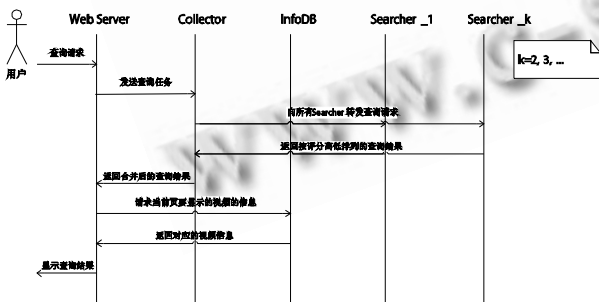 Web Server Collector InfoDB Searcher _1 Searcher _k
k=2, 3, ...
用户
查询请求
发送查询任务
向所有Searcher 转发查询请求
返回按评分高低排列的查询结果
返回合并后的查询结果
请求当前页要显示的视频的信息
返回对应的视频信息
显示查询结果